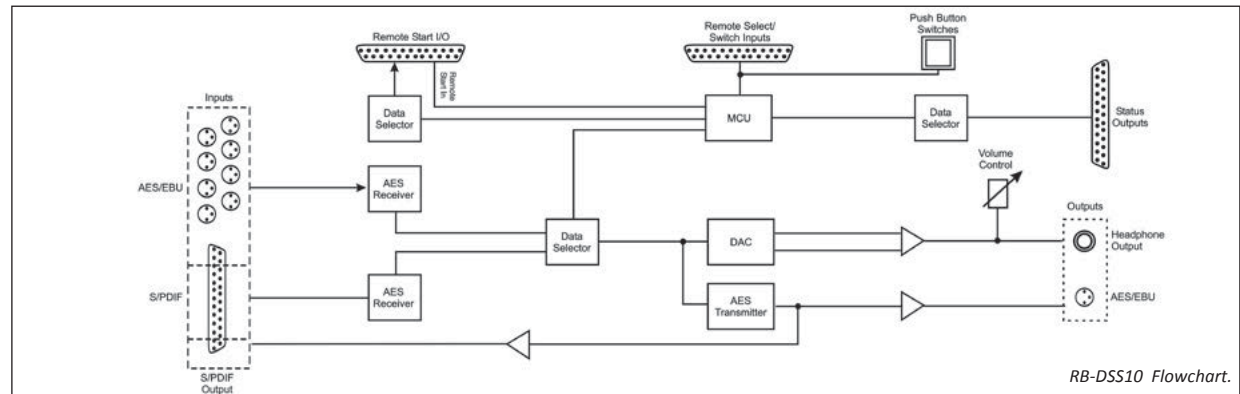 Remote Start I/O
Remote Select/
Switch Inputs
Push Button
Switches
Remote
Start In
Inputs
Data
Selector
MCU
Data
Selector
Status
Outputs
AES/EBU
AES
Receiver
Volume
Control
Outputs
Data
Selector
DAC
Headphone
Output
S/PDIF
AES
Receiver
AES
Transmitter
AES/EBU
S/PDIF
Output
RB-DSS10 Flowchart.